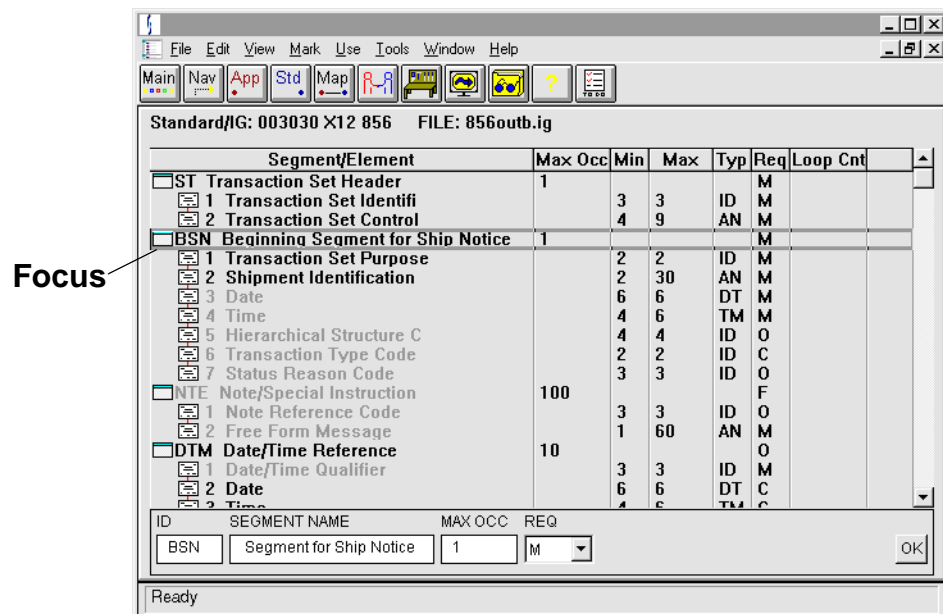 File Edit View Mark Use Tools Window Help
Main Nav App Std Map ? TO DO
Standard/IG: 003030 X12 856 FILE: 856outb.ig
Segment/Element Max Occ Min Max Typ Req Loop Cnt
ST Transaction Set Header 1 M
1 Transaction Set Identifi 3 3 ID M
2 Transaction Set Control 4 9 AN M
BSN Beginning Segment for Ship Notice 1 M
Focus
1 Transaction Set Purpose 2 2 ID M
2 Shipment Identification 2 30 AN M
3 Date 6 6 DT M
4 Time 4 6 TM M
5 Hierarchical Structure C 4 4 ID O
6 Transaction Type Code 2 2 ID C
7 Status Reason Code 3 3 ID O
NTE Note/Special Instruction 100 F
1 Note Reference Code 3 3 ID O
2 Free Form Message 1 60 AN M
DTM Date/Time Reference 10 O
1 Date/Time Qualifier 3 3 ID M
2 Date 6 6 DT C
3 Time 4 6 TM C
ID SEGMENT NAME MAX OCC REQ
BSN Segment for Ship Notice 1 M OK
Ready